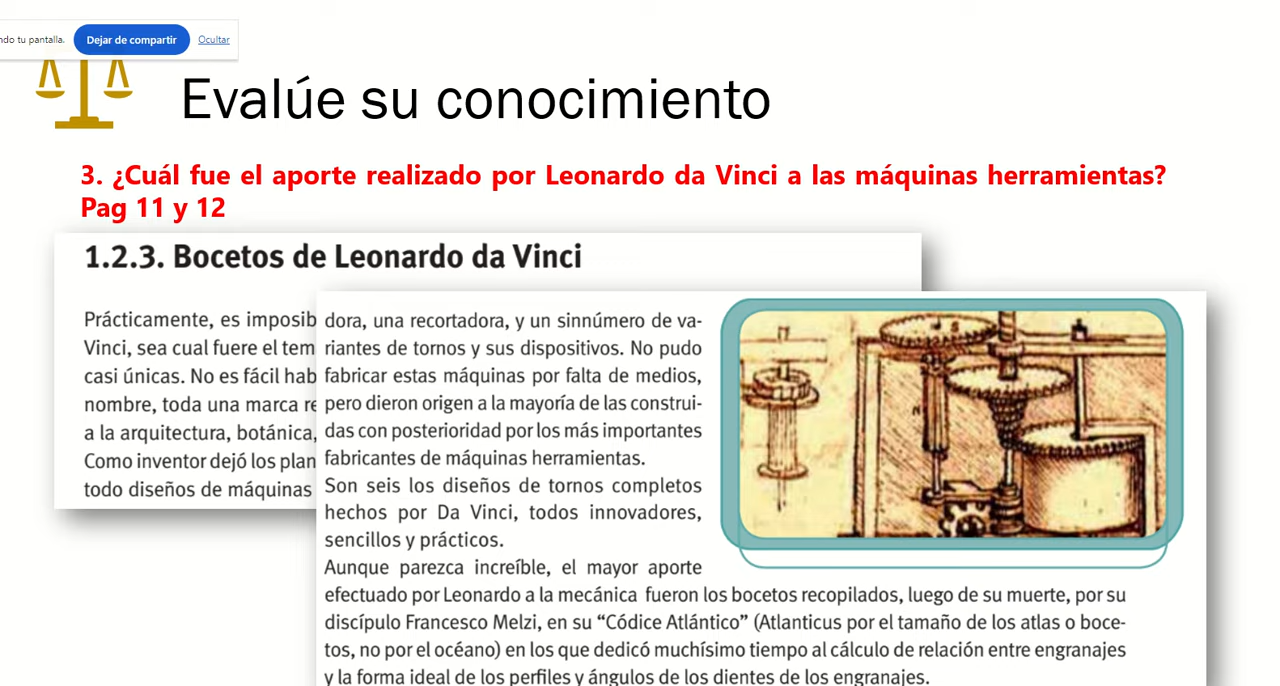 ndo tu pantalla. Dejar de compartir Ocultar
Evalúe su conocimiento
3. ¿Cuál fue el aporte realizado por Leonardo da Vinci a las máquinas herramientas?
Pag 11 y 12
1.2.3. Bocetos de Leonardo da Vinci
Prácticamente, es imposib
Vinci, sea cual fuere el tem
casi únicas. No es fácil hab
nombre, toda una marca re
a la arquitectura, botánica,
Como inventor dejó los plan
todo diseños de máquinas
dora, una recortadora, y un sinnúmero de va-
riantes de tornos y sus dispositivos. No pudo
fabricar estas máquinas por falta de medios,
pero dieron origen a la mayoría de las construi-
das con posterioridad por los más importantes
fabricantes de máquinas herramientas.
Son seis los diseños de tornos completos
hechos por Da Vinci, todos innovadores,
sencillos y prácticos.
Aunque parezca increíble, el mayor aporte
efectuado por Leonardo a la mecánica fueron los bocetos recopilados, luego de su muerte, por su
discípulo Francesco Melzi, en su “Códice Atlántico” (Atlanticus por el tamaño de los atlas o boce-
tos, no por el océano) en los que dedicó muchísimo tiempo al cálculo de relación entre engranajes
y la forma ideal de los perfiles y ángulos de los dientes de los engranajes.